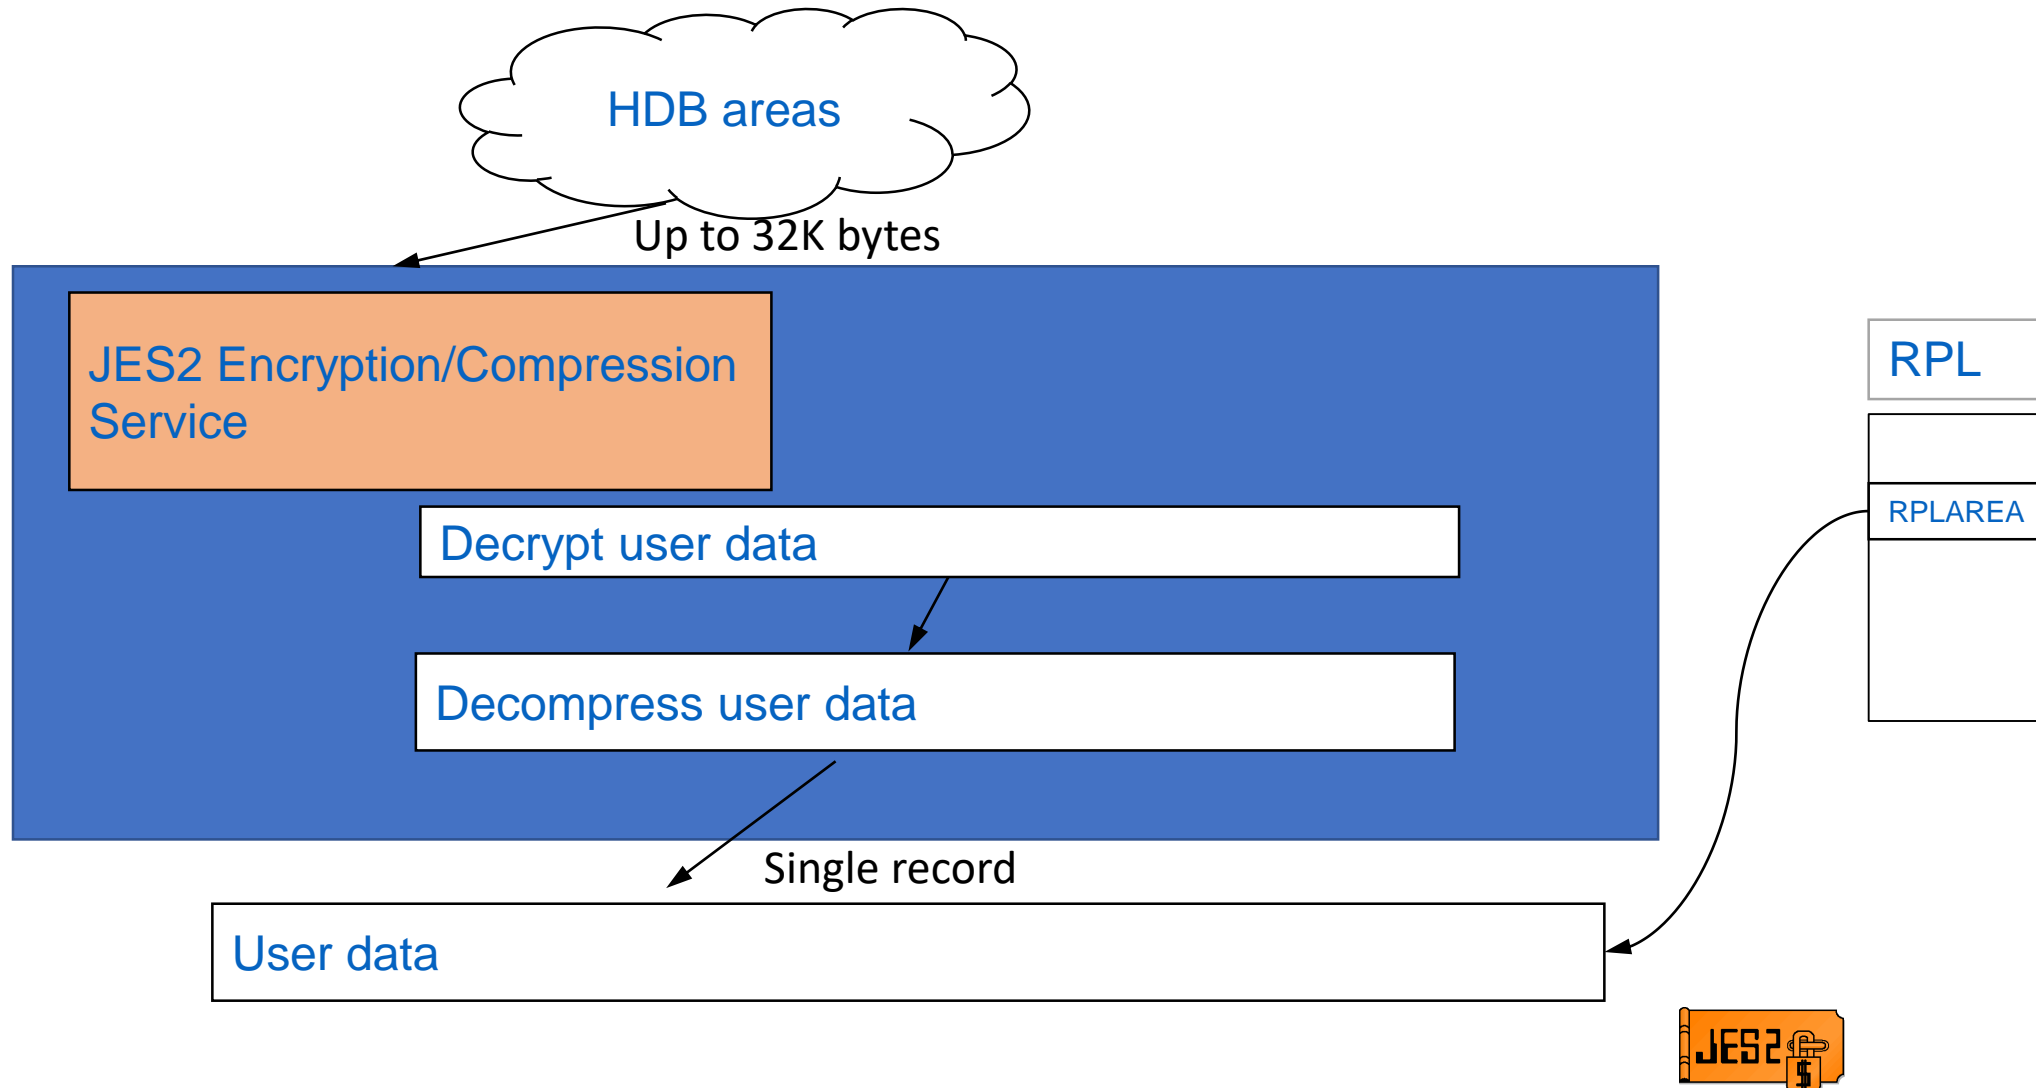 HDB areas
Up to 32K bytes
JES2 Encryption/Compression
Service
RPL
RPLAREA
Decrypt user data
Decompress user data
Single record
User data
JES2
$